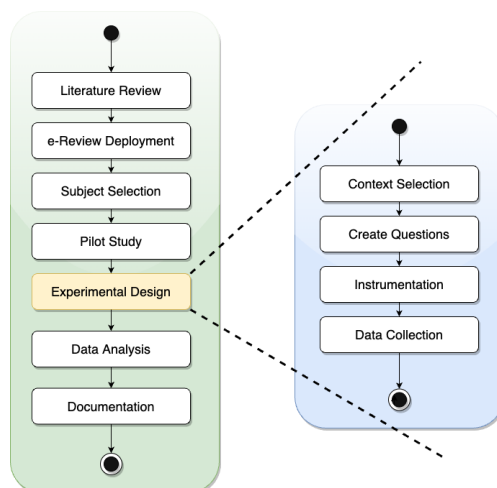 Literature Review
e-Review Deployment
Subject Selection
Pilot Study
Experimental Design
Data Analysis
Documentation
Context Selection
Create Questions
Instrumentation
Data Collection